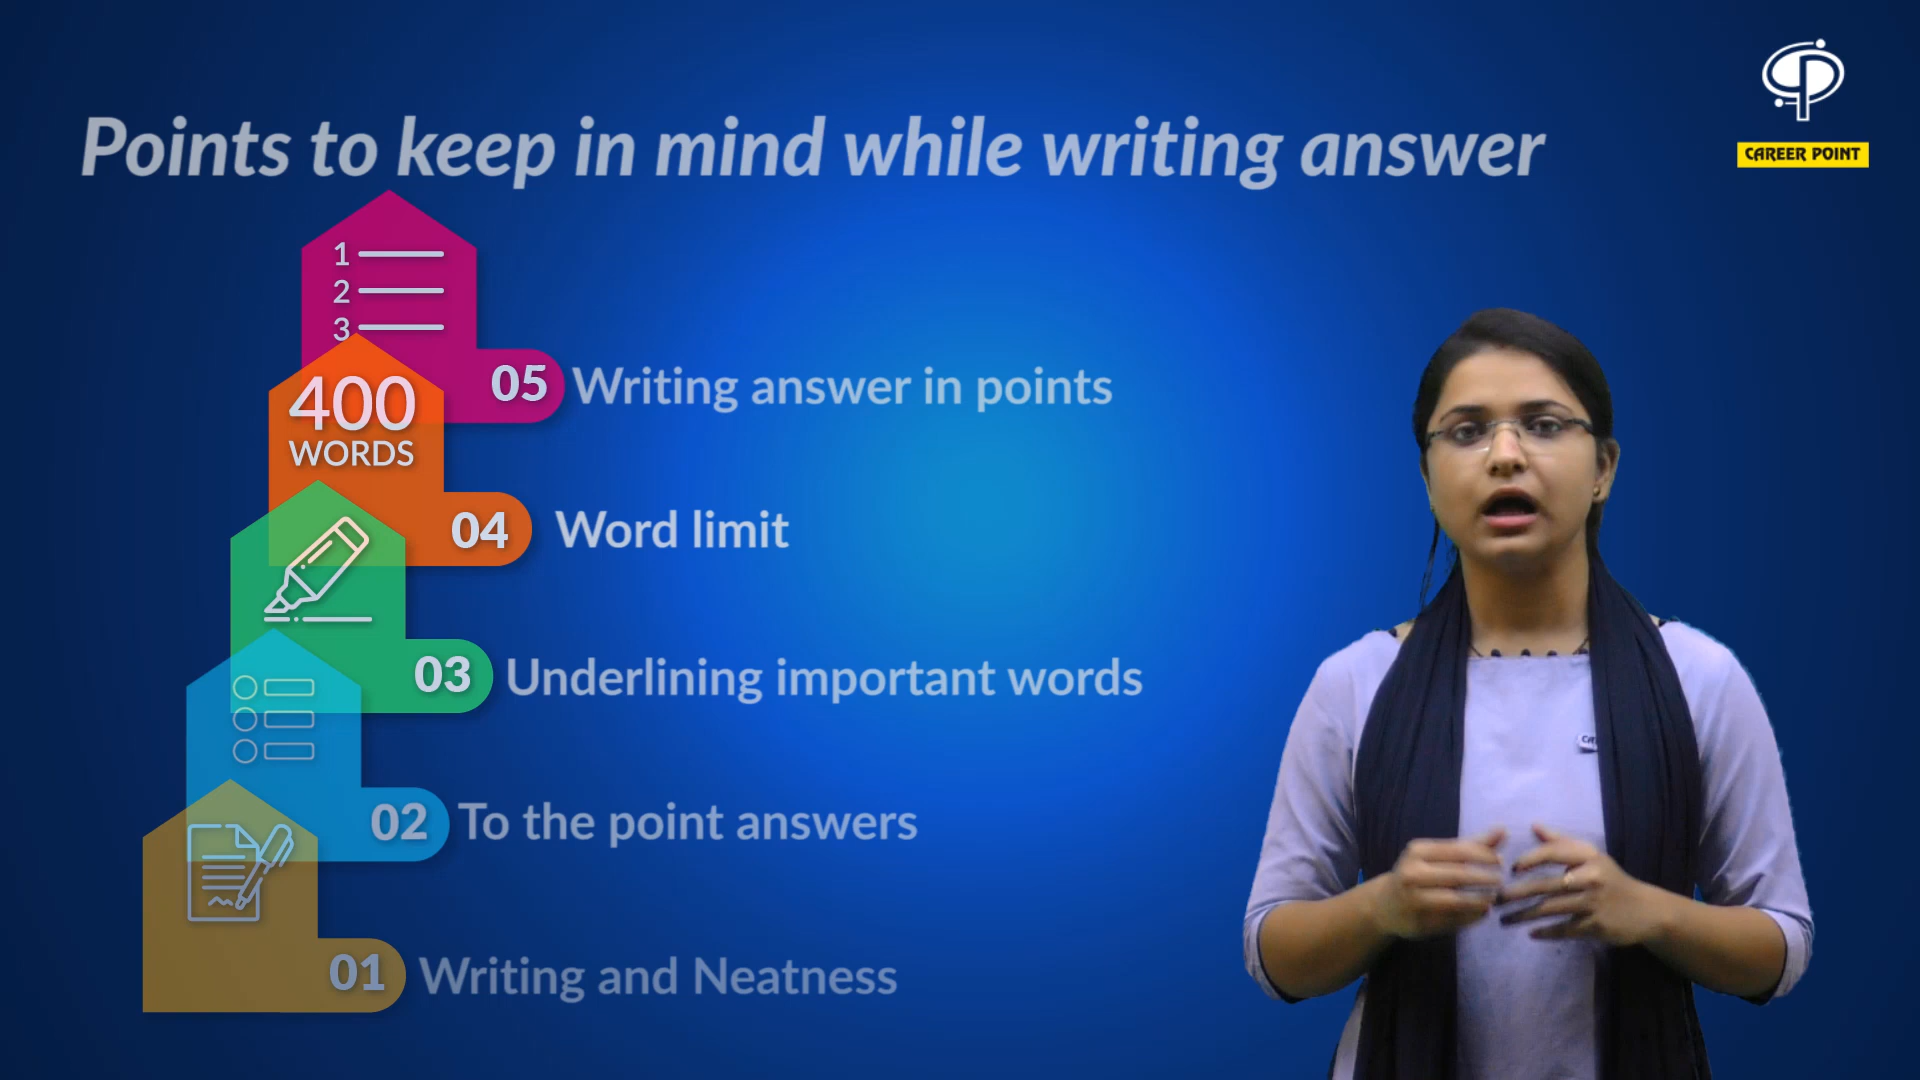 Points to keep in mind while writing answer
CAREER POINT
1
2
3
05 Writing answer in points
400
WORDS
04 Word limit
03 Underlining important words
02 To the point answers
01 Writing and Neatness